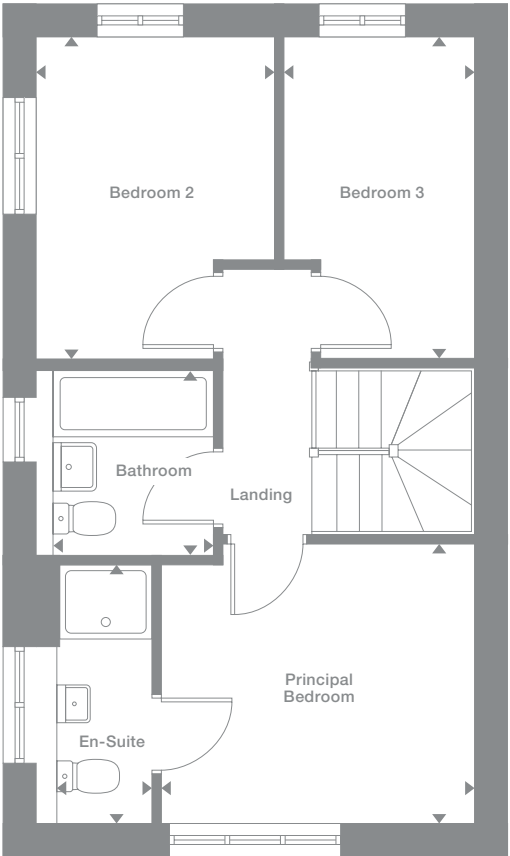 Bedroom 2
Bedroom 3
Bathroom
Landing
Principal
Bedroom
En-Suite